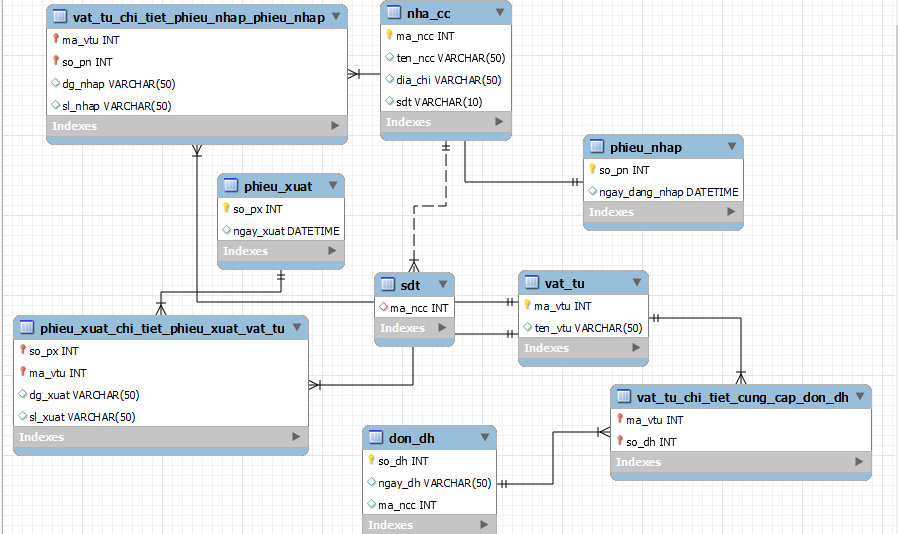 vat_tu_chi_tiet_phieu_nhap_phieu_nhap
ma_vtu INT
so_pn INT
dg_nhap VARCHAR(50)
sl_nhap VARCHAR(50)
Indexes
nha_cc
ma_ncc INT
ten_ncc VARCHAR(50)
dia_chi VARCHAR(50)
sdt VARCHAR(10)
Indexes
phieu_nhap
so_pn INT
ngay_dang_nhap DATETIME
Indexes
phieu_xuat
so_px INT
ngay_xuat DATETIME
Indexes
sdt
ma_ncc INT
Indexes
vat_tu
ma_vtu INT
ten_vtu VARCHAR(50)
Indexes
phieu_xuat_chi_tiet_phieu_xuat_vat_tu
so_px INT
ma_vtu INT
dg_xuat VARCHAR(50)
sl_xuat VARCHAR(50)
Indexes
vat_tu_chi_tiet_cung_cap_don_dh
ma_vtu INT
so_dh INT
Indexes
don_dh
so_dh INT
ngay_dh VARCHAR(50)
ma_ncc INT
Indexes